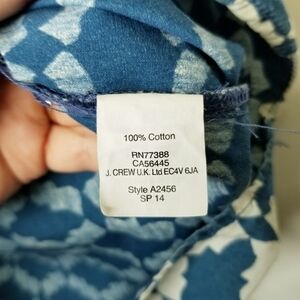 100% Cotton
RN77388
CA56445
J. CREW U.K. Ltd EC4V 6JA
Style A2456
SP 14